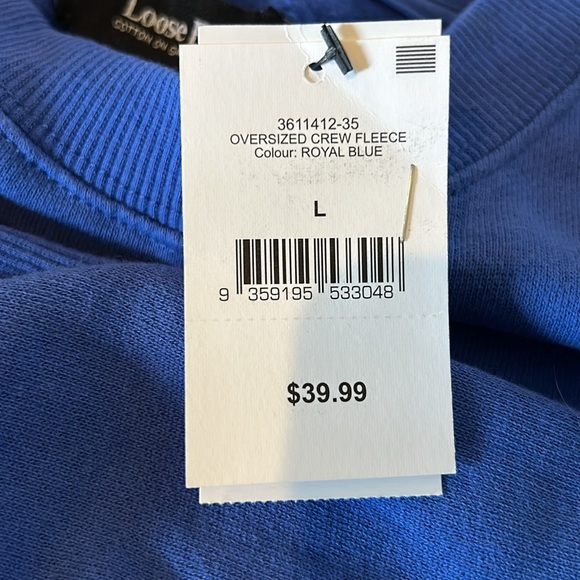 Loose
COTTON ON
3611412-35
OVERSIZED CREW FLEECE
Colour: ROYAL BLUE
L
9 359195 533048
$39.99